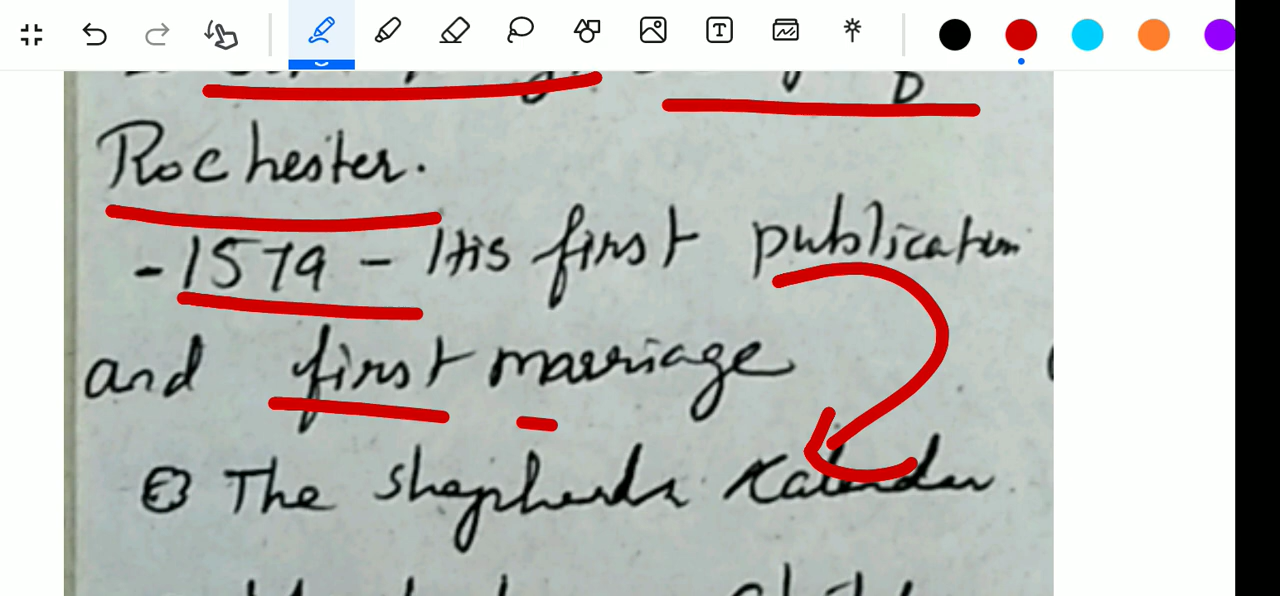 Rochester.
- 1579 - His first publication
and first marriage
The shepherds Kalender